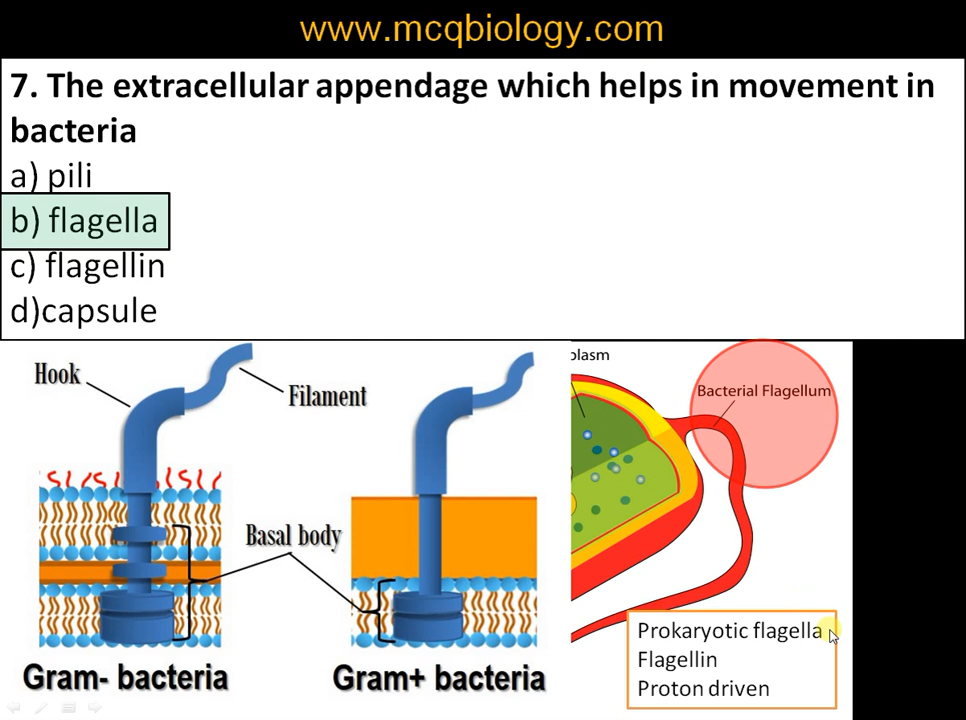 www.mcqbiology.com
7. The extracellular appendage which helps in movement in
bacteria
a) pili
b) flagella
c) flagellin
d)capsule
Hook
Filament
Basal body
Gram- bacteria
Gram+ bacteria
plasm
Bacterial Flagellum
Prokaryotic flagella
Flagellin
Proton driven